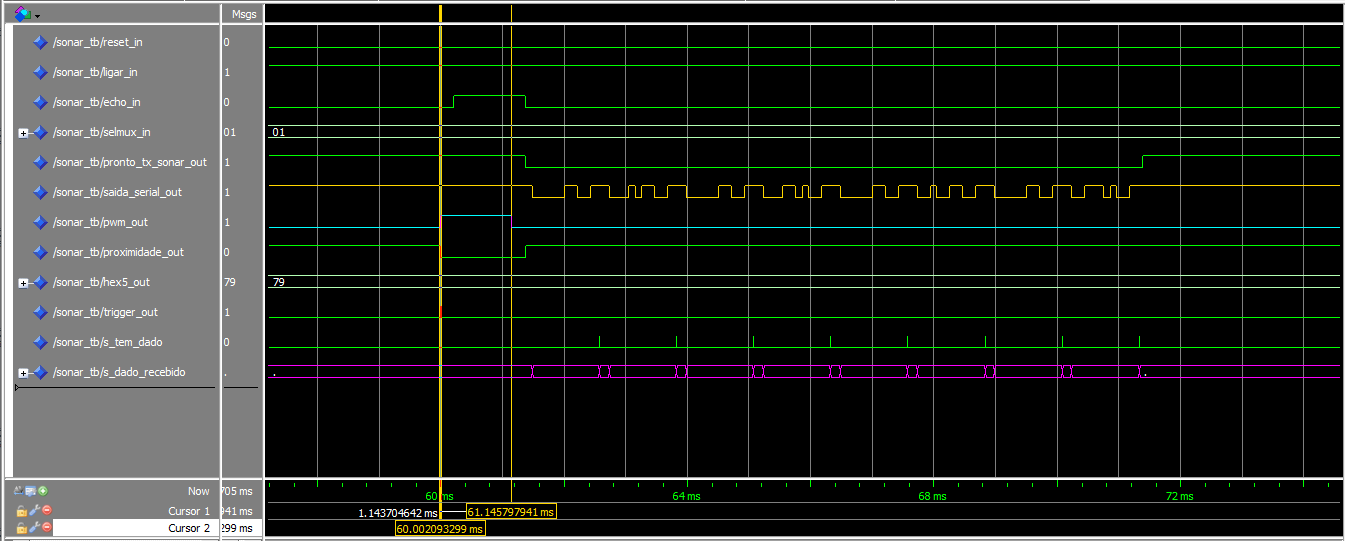 Msgs
/sonar_tb/reset_in 0
/sonar_tb/ligar_in 1
/sonar_tb/echo_in 0
/sonar_tb/selmux_in 01 01
/sonar_tb/pronto_tx_sonar_out 1
/sonar_tb/saida_serial_out 1
/sonar_tb/pwm_out 1
/sonar_tb/proximidade_out 0
/sonar_tb/hex5_out 79 79
/sonar_tb/trigger_out 1
/sonar_tb/s_tem_dado 0
/sonar_tb/s_dado_recebido . . .
Now 705 ms 60 ms 64 ms 68 ms 72 ms
Cursor 1 941 ms 1.143704642 ms 61.145797941 ms
Cursor 2 299 ms 60.002093299 ms